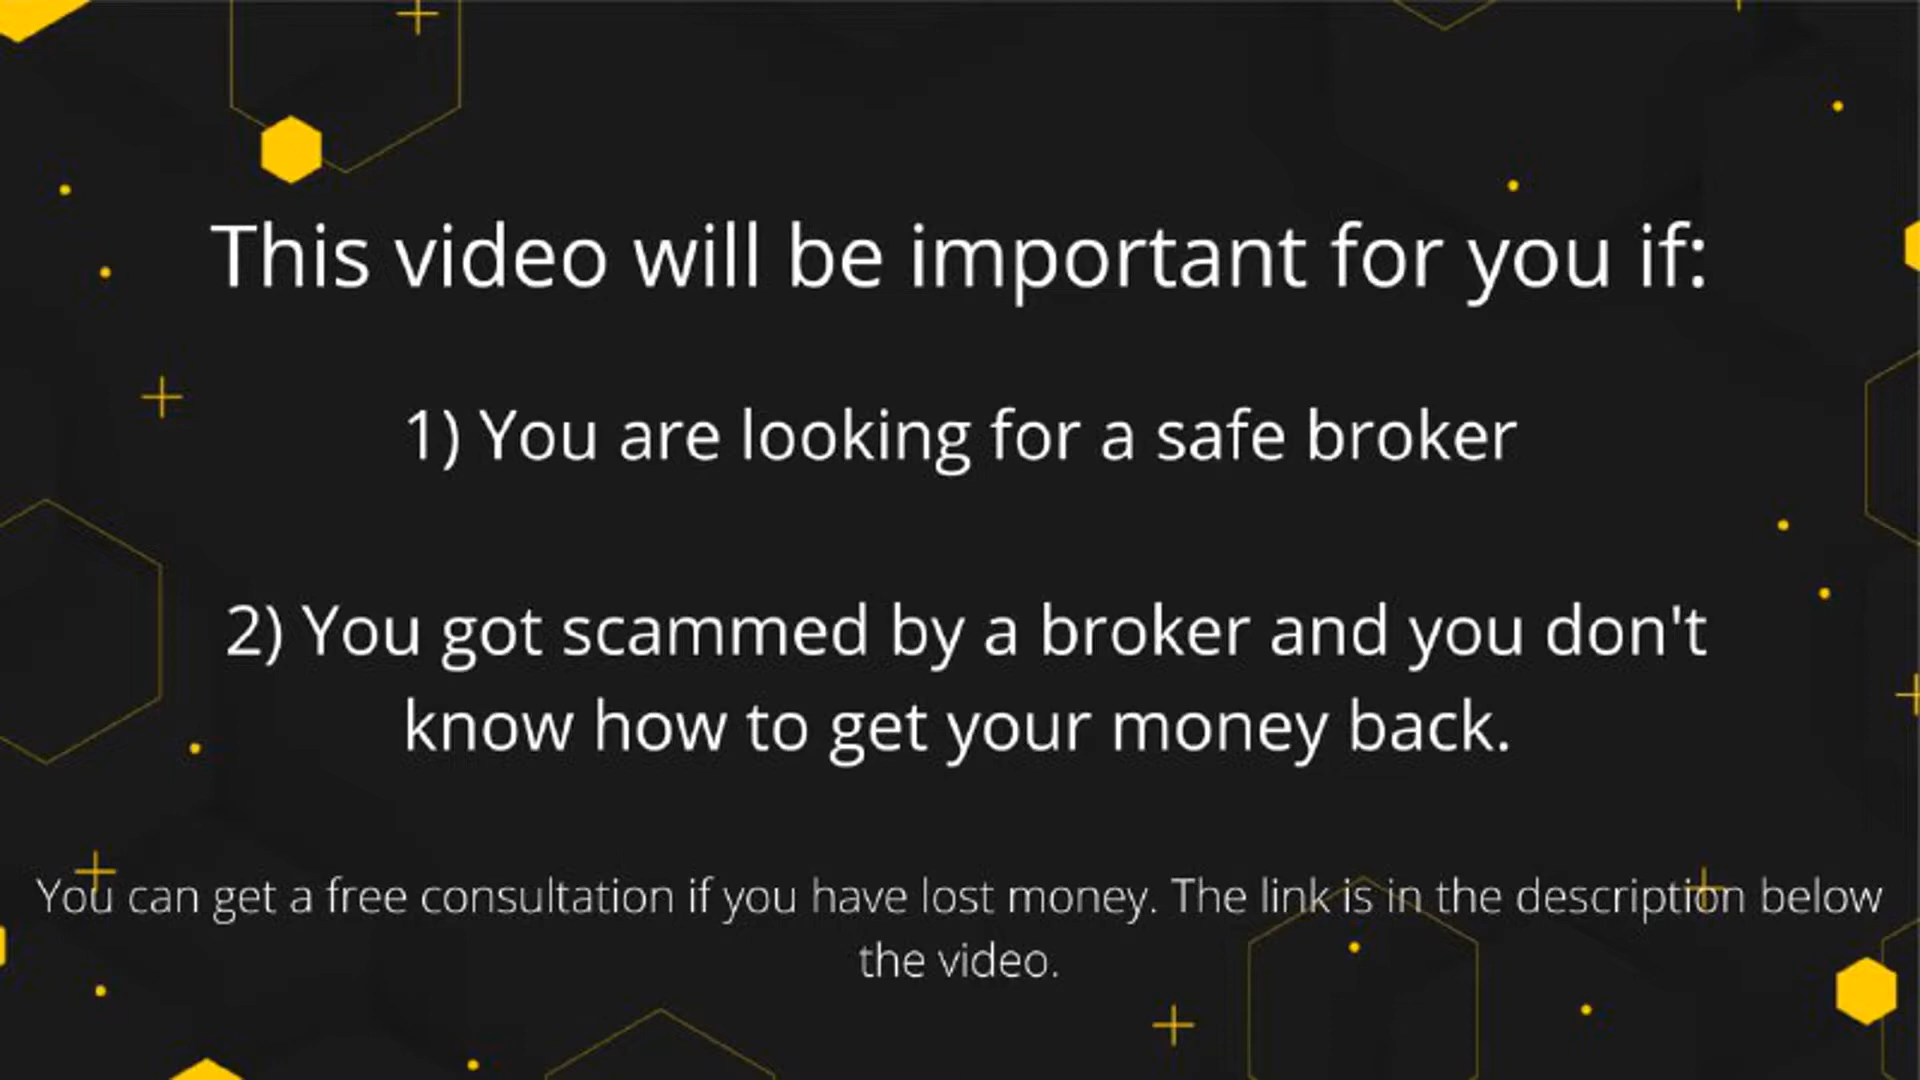 This video will be important for you if:
1) You are looking for a safe broker
2) You got scammed by a broker and you don't
know how to get your money back.
You can get a free consultation if you have lost money. The link is in the description below
the video.